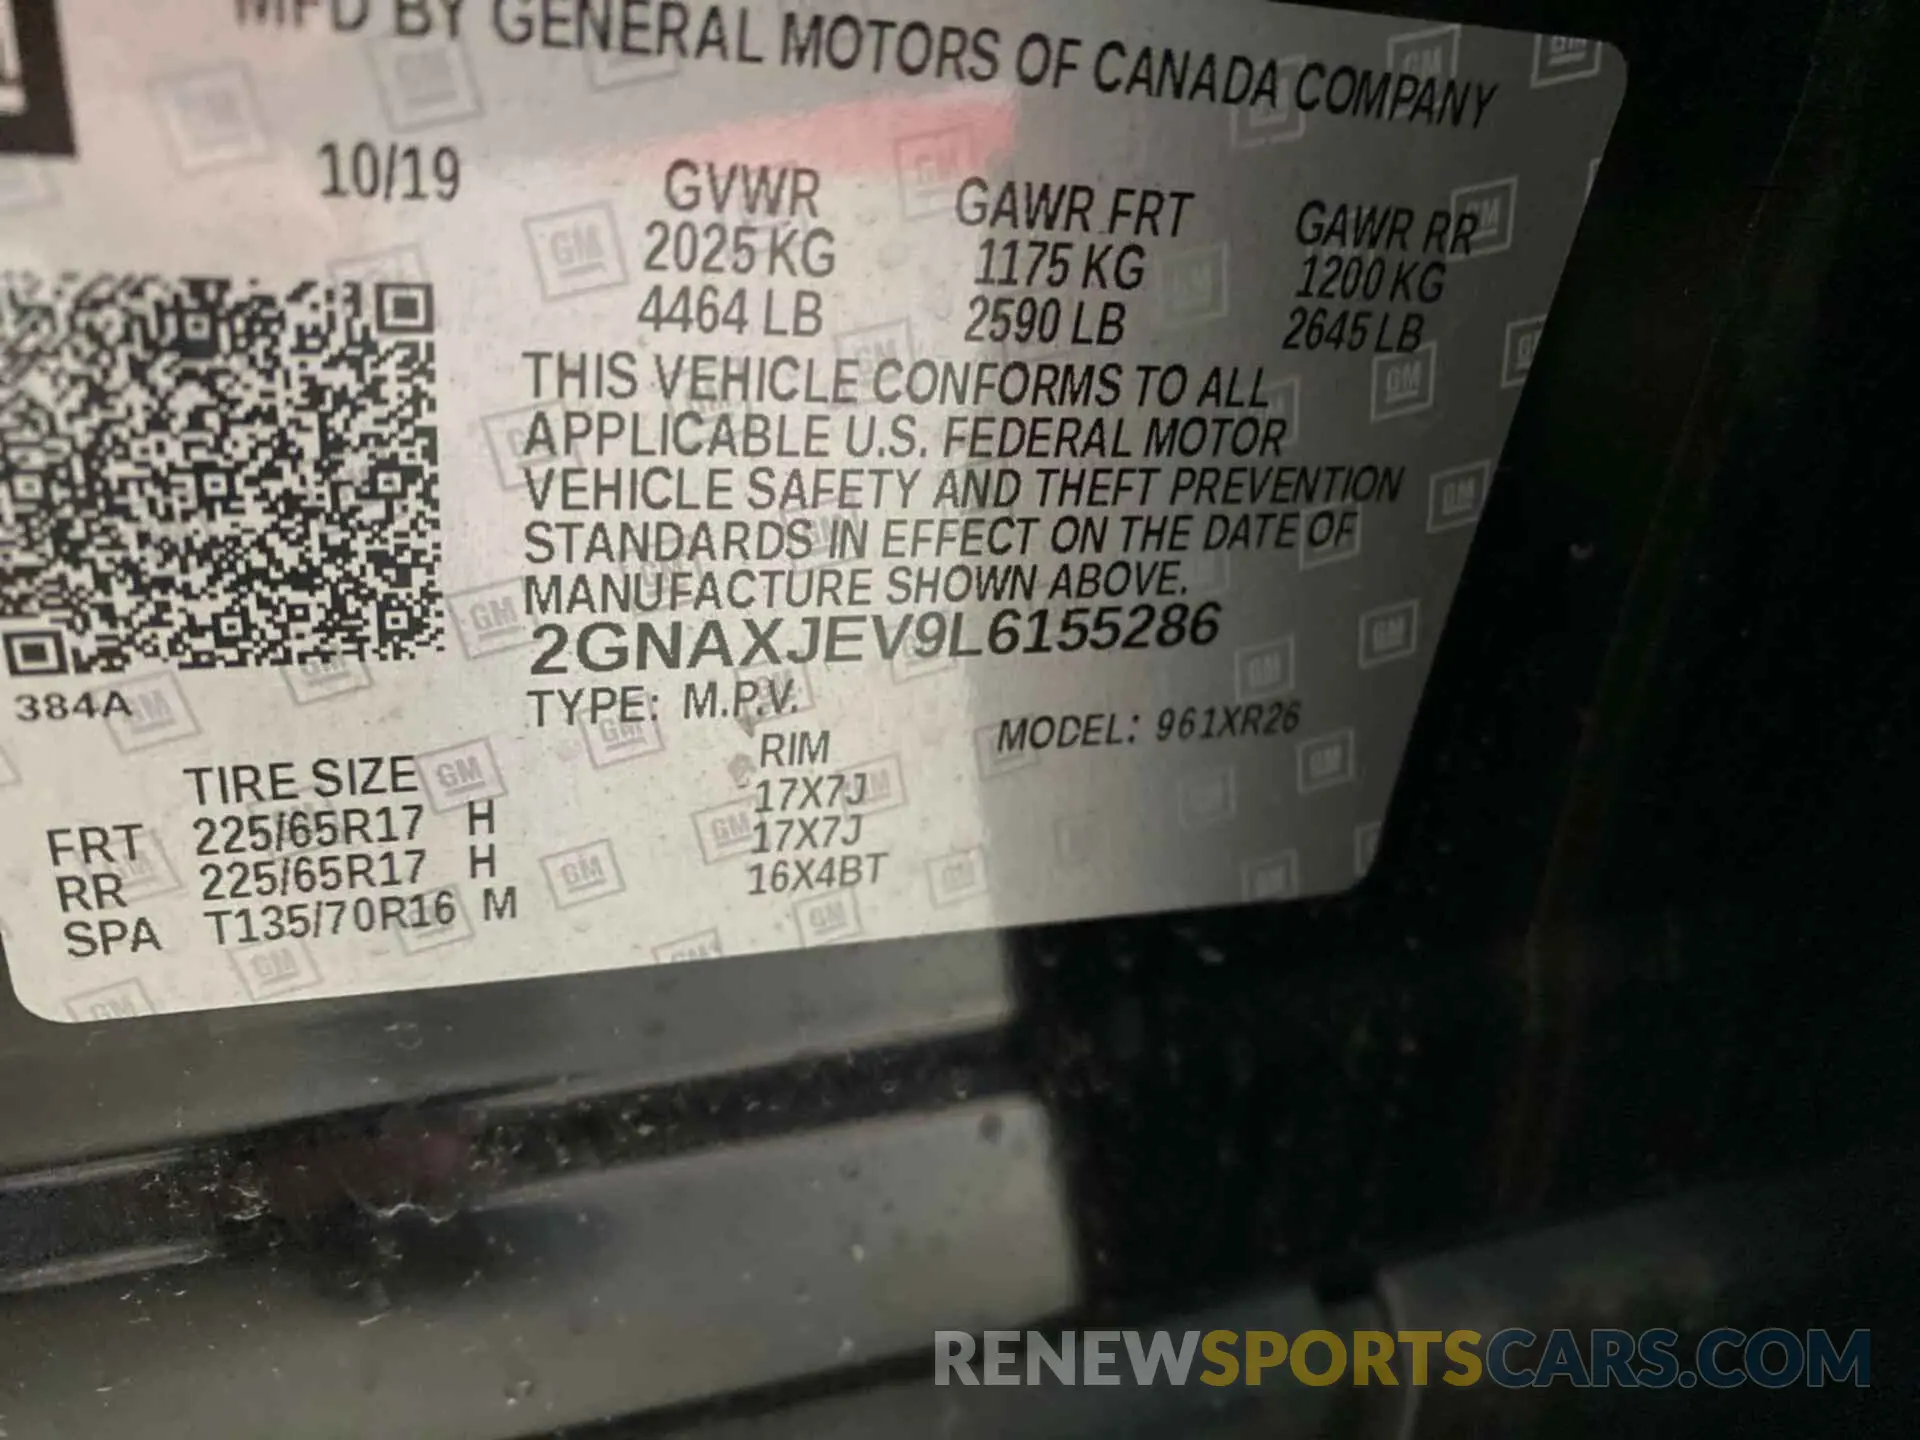 MFD BY GENERAL MOTORS OF CANADA COMPANY
10/19
GVWR GAWR FRT GAWR RR
2025 KG 1175 KG 1200 KG
4464 LB 2590 LB 2645 LB
THIS VEHICLE CONFORMS TO ALL
APPLICABLE U.S. FEDERAL MOTOR
VEHICLE SAFETY AND THEFT PREVENTION
STANDARDS IN EFFECT ON THE DATE OF
MANUFACTURE SHOWN ABOVE.
2GNAXJEV9L6155286
384A
TYPE: M.P.V. MODEL: 961XR26
TIRE SIZE RIM
FRT 225/65R17 H 17X7J
RR 225/65R17 H 17X7J
SPA T135/70R16 M 16X4BT
RENEWSPORTSCARS.COM